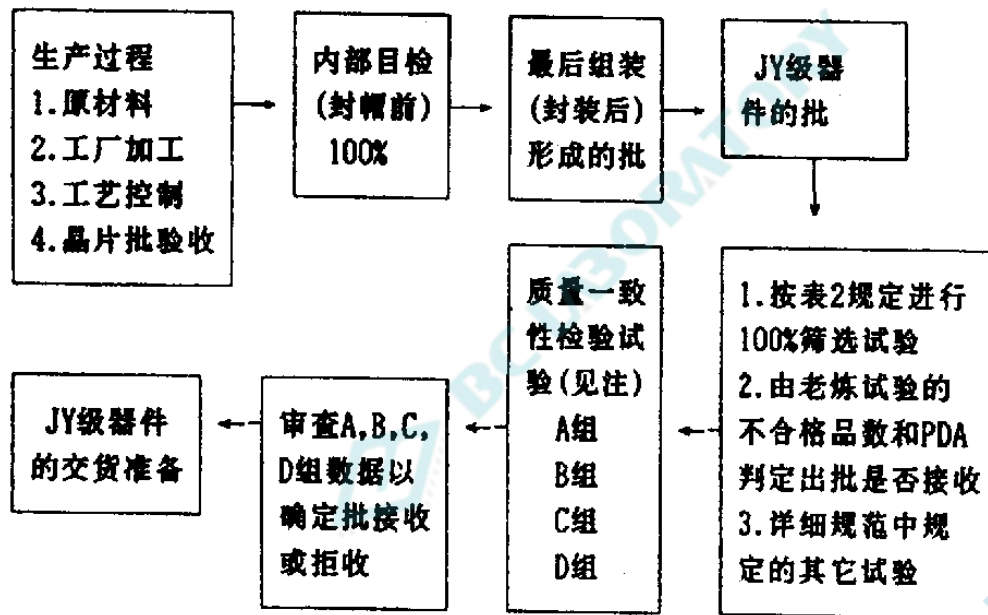 生产过程
1.原材料
2.工厂加工
3.工艺控制
4.晶片批验收
内部目检
(封帽前)
100%
最后组装
(封装后)
形成的批
JY级器
件的批
1.按表2规定进行
100%筛选试验
2.由老炼试验的
不合格品数和PDA
判定出批是否接收
3.详细规范中规
定的其它试验
质量一致
性检验试
验(见注)
A组
B组
C组
D组
审查A,B,C,
D组数据以
确定批接收
或拒收
JY级器件
的交货准备
BC LABORATORY